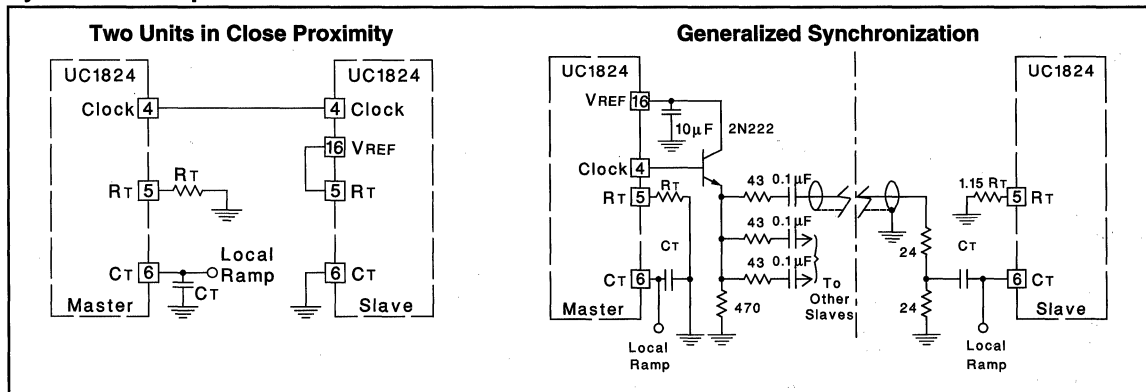 Two Units in Close Proximity
UC1824
UC1824
Clock 4
4 Clock
16 VREF
RT 5 RT
5 RT
CT 6
Local
Ramp
CT
6 CT
Master
Slave
Generalized Synchronization
UC1824
UC1824
VREF 16
10µF
2N222
Clock 4
RT 5 RT
43 0.1µF
1.15 RT
5 RT
43 0.1µF
CT
24
CT
CT 6
43 0.1µF
6 CT
To
Other
Slaves
470
24
Master
Slave
Local
Ramp
Local
Ramp